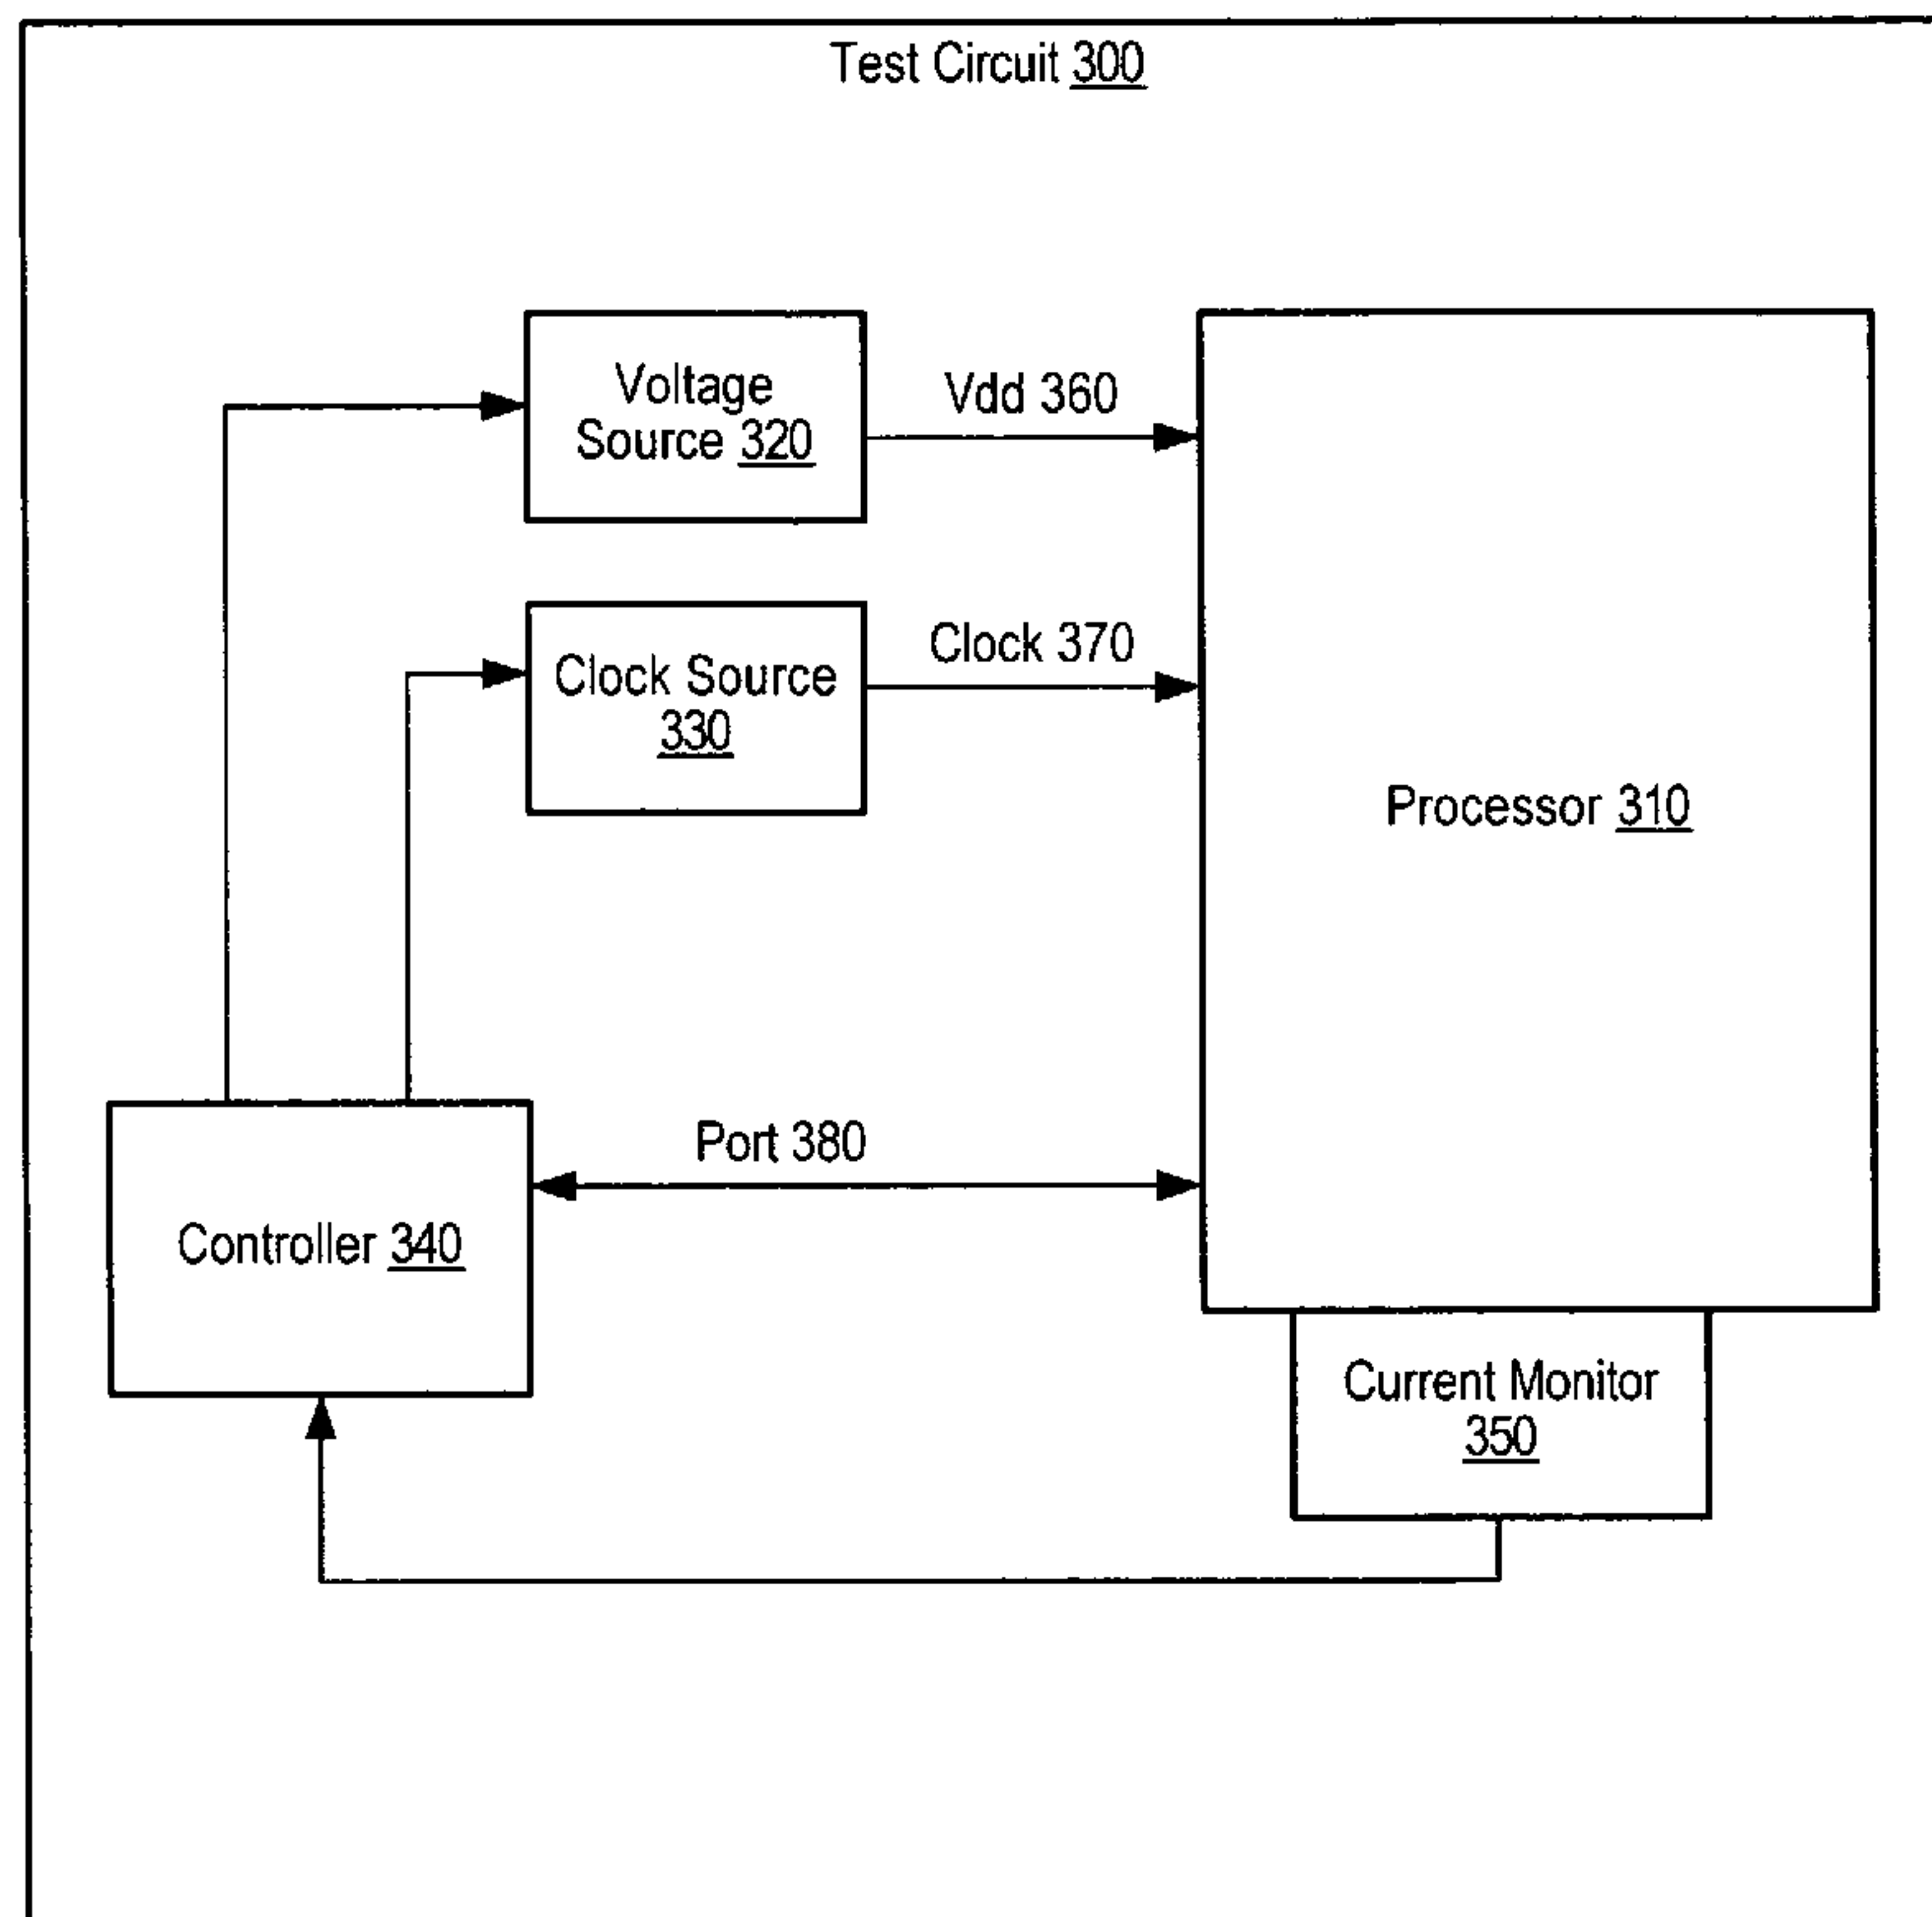 Test Circuit 300
Voltage
Source 320
Vdd 360
Clock Source
330
Clock 370
Processor 310
Port 380
Controller 340
Current Monitor
350